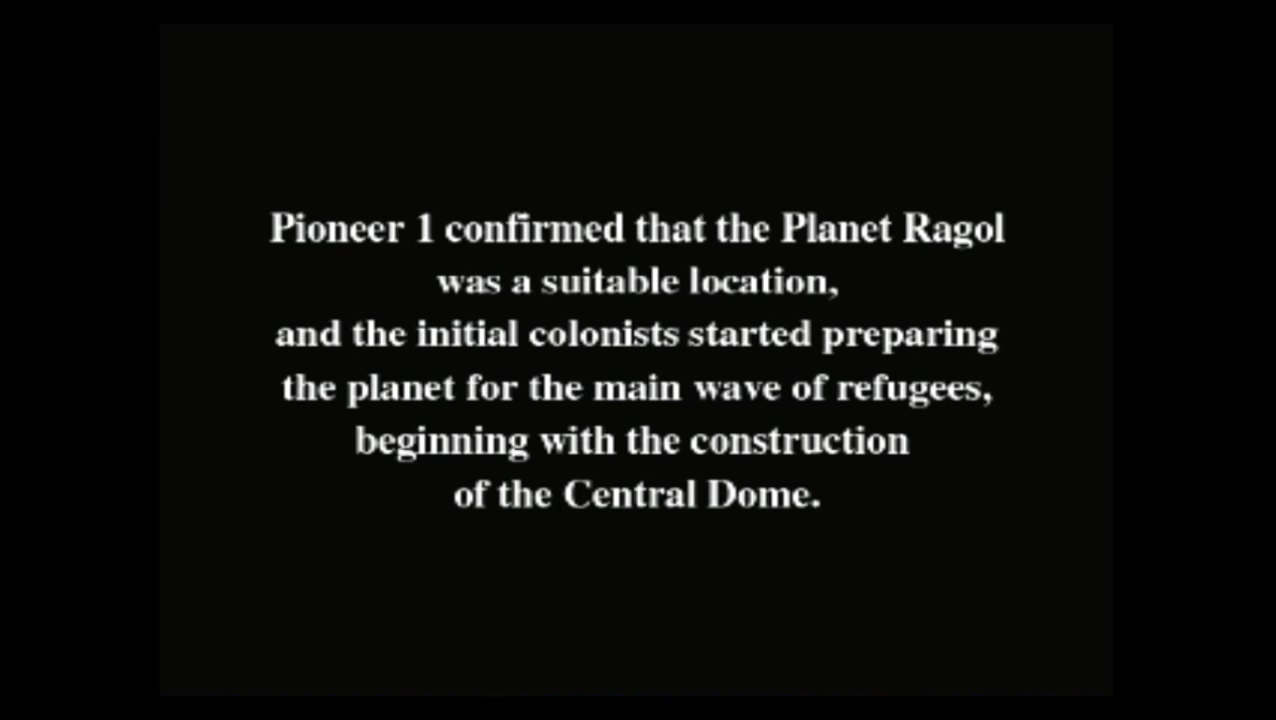 Pioneer 1 confirmed that the Planet Ragol
was a suitable location,
and the initial colonists started preparing
the planet for the main wave of refugees,
beginning with the construction
of the Central Dome.